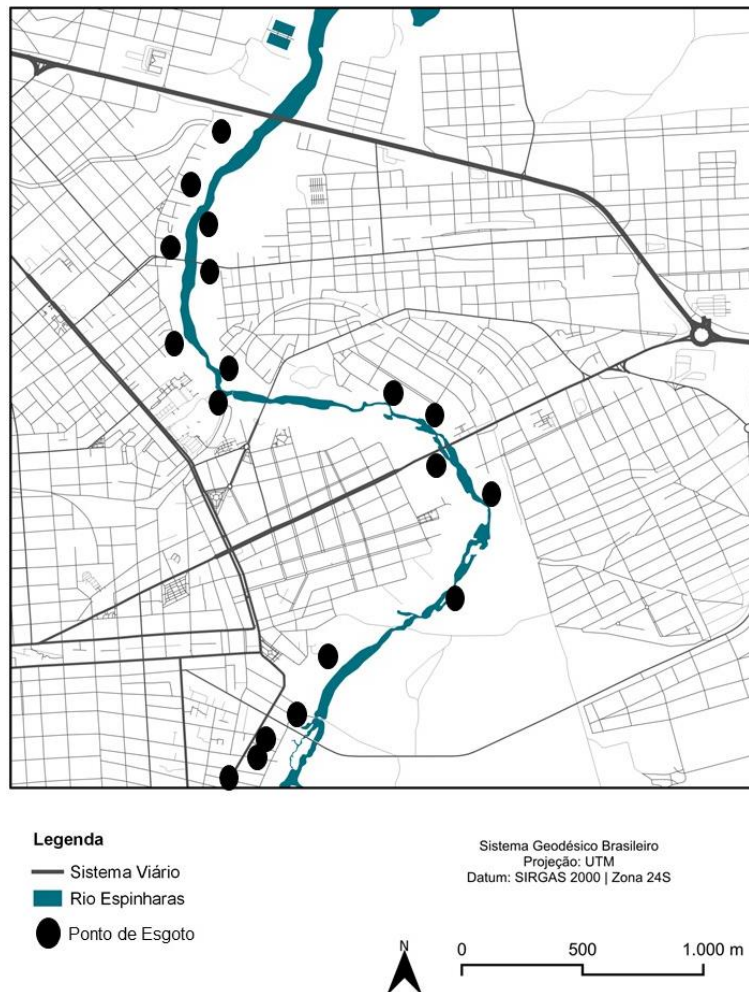 Legenda
Sistema Viário
Rio Espinharas
Ponto de Esgoto
Sistema Geodésico Brasileiro
Projeção: UTM
Datum: SIRGAS 2000 | Zona 24S
N
0 500 1.000 m